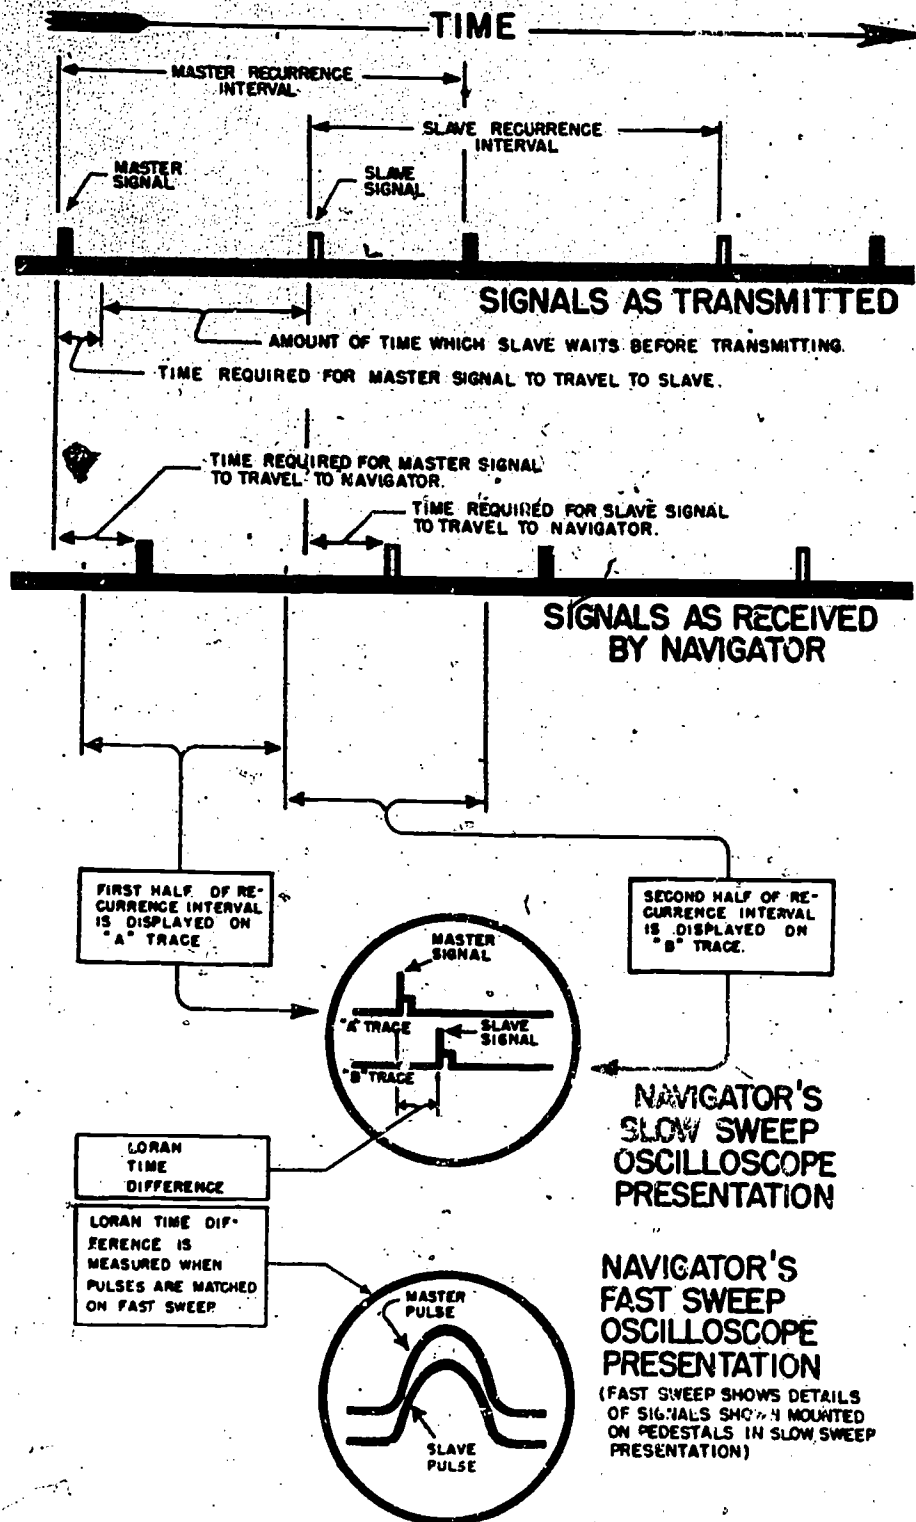 TIME
MASTER RECURRENCE
INTERVAL
SLAVE RECURRENCE
INTERVAL
MASTER
SIGNAL
SLAVE
SIGNAL
SIGNALS AS TRANSMITTED
AMOUNT OF TIME WHICH SLAVE WAITS BEFORE TRANSMITTING.
TIME REQUIRED FOR MASTER SIGNAL TO TRAVEL TO SLAVE.
TIME REQUIRED FOR MASTER SIGNAL
TO TRAVEL TO NAVIGATOR.
TIME REQUIRED FOR SLAVE SIGNAL
TO TRAVEL TO NAVIGATOR.
SIGNALS AS RECEIVED
BY NAVIGATOR
FIRST HALF OF RE-
CURRENCE INTERVAL
IS DISPLAYED ON
"A" TRACE
SECOND HALF OF RE-
CURRENCE INTERVAL
IS DISPLAYED ON
"B" TRACE.
MASTER
SIGNAL
"A" TRACE
SLAVE
SIGNAL
"B" TRACE
NAVIGATOR'S
SLOW SWEEP
OSCILLOSCOPE
PRESENTATION
LORAN
TIME
DIFFERENCE
LORAN TIME DIF-
FERENCE IS
MEASURED WHEN
PULSES ARE MATCHED
ON FAST SWEEP.
MASTER
PULSE
SLAVE
PULSE
NAVIGATOR'S
FAST SWEEP
OSCILLOSCOPE
PRESENTATION
(FAST SWEEP SHOWS DETAILS
OF SIGNALS SHOWN MOUNTED
ON PEDESTALS IN SLOW SWEEP
PRESENTATION)